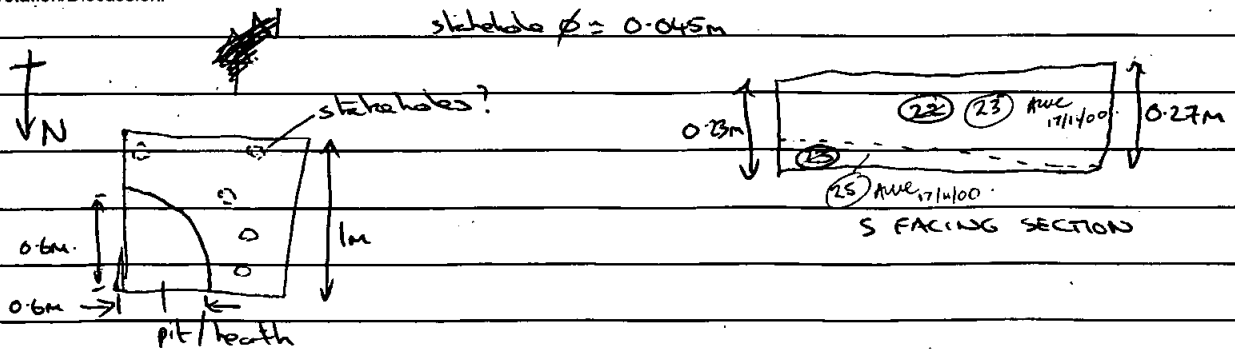 stakehole ø = 0.045m
N
stakeholes?
0.6m
0.6m
1m
pit/hearth
0.23m
22
23 AWE 17/11/00
0.27m
25 AWE 17/11/00
S FACING SECTION